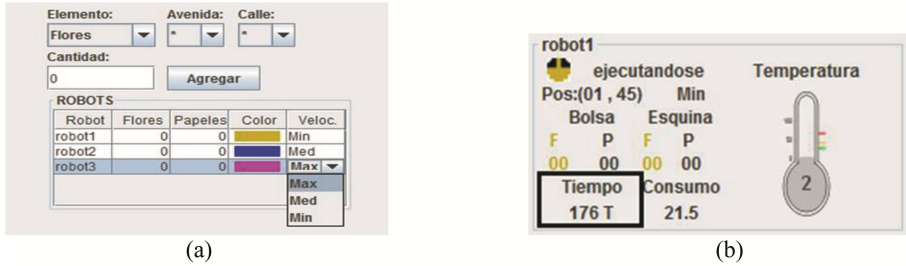 Elemento: Avenida: Calle:
Flores * *
Cantidad:
0 Agregar
ROBOTS
Robot Flores Papeles Color Veloc.
robot1 0 0 Min
robot2 0 0 Med
robot3 0 0 Max
Max
Med
Min
(a)
robot1
ejecutandose Temperatura
Pos:(01 , 45) Min
Bolsa Esquina
F P F P
00 00 00 00
Tiempo Consumo
176 T 21.5
2
(b)